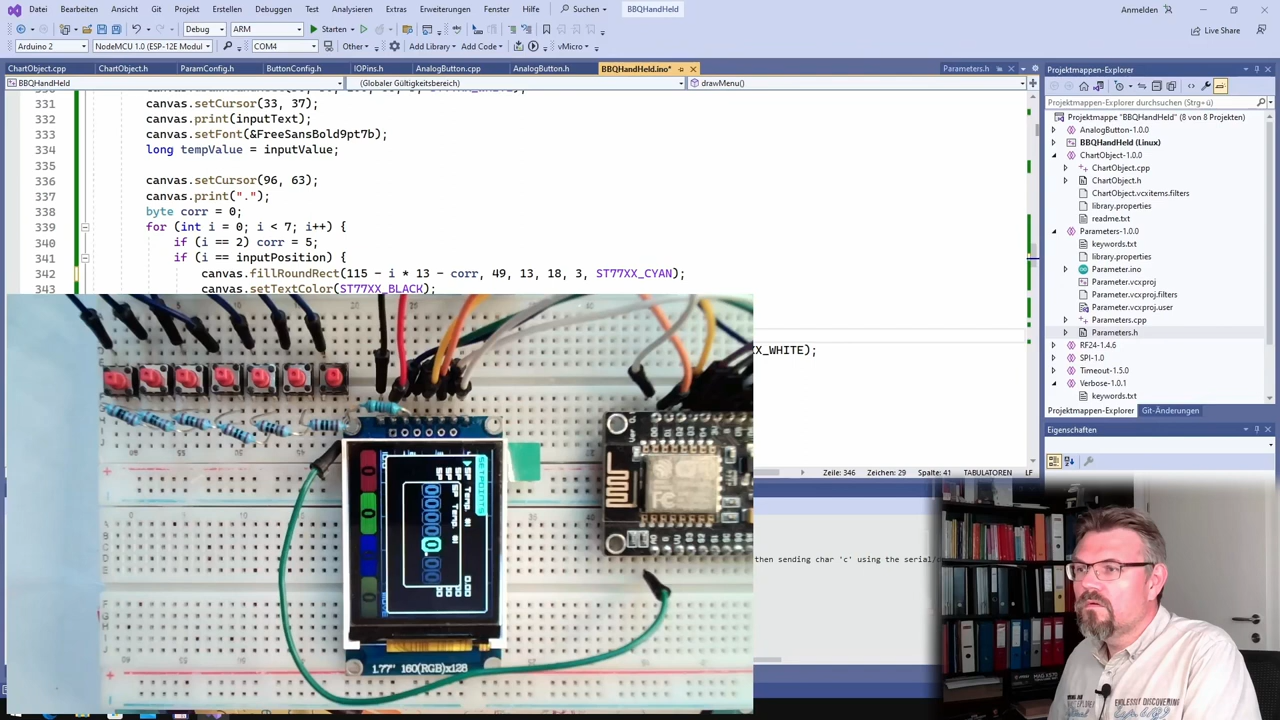 Datei Bearbeiten Ansicht Git Projekt Erstellen Debuggen Test Analysieren Extras Erweiterungen Fenster Hilfe Suchen BBQHandHeld Anmelden
Debug ARM Starten Other Add Library Add Code vMicro Live Share
Arduino 2 NodeMCU 1.0 (ESP-12E Modul COM4
ChartObject.cpp ChartObject.h ParamConfig.h ButtonConfig.h IOPins.h AnalogButton.cpp AnalogButton.h BBQHandHeld.ino* Parameters.h
BBQHandHeld (Globaler Gültigkeitsbereich) drawMenu()
331 canvas.setCursor(33, 37);
332 canvas.print(inputText);
333 canvas.setFont(&FreeSansBold9pt7b);
334 long tempValue = inputValue;
335
336 canvas.setCursor(96, 63);
337 canvas.print(".");
338 byte corr = 0;
339 for (int i = 0; i < 7; i++) {
340 if (i == 2) corr = 5;
341 if (i == inputPosition) {
342 canvas.fillRoundRect(115 - i * 13 - corr, 49, 13, 18, 3, ST77XX_CYAN);
343 canvas.setTextColor(ST77XX_BLACK);
X_WHITE);
Zeile: 346 Zeichen: 29 Spalte: 41 TABULATOREN LF
then sending char 'c' using the serial/
Projektmappen-Explorer
Projektmappen-Explorer durchsuchen (Strg+ü)
Projektmappe "BBQHandHeld" (8 von 8 Projekten)
AnalogButton-1.0.0
BBQHandHeld (Linux)
ChartObject-1.0.0
ChartObject.cpp
ChartObject.h
ChartObject.vcxitems.filters
library.properties
readme.txt
Parameters-1.0.0
keywords.txt
library.properties
Parameter.ino
Parameter.vcxproj
Parameter.vcxproj.filters
Parameter.vcxproj.user
Parameters.cpp
Parameters.h
RF24-1.4.6
SPI-1.0
Timeout-1.5.0
Verbose-1.0.1
keywords.txt
Projektmappen-Explorer Git-Änderungen
Eigenschaften
SETPOINTS
SP Temp.
0.00
1.77" 160(RGB)x128